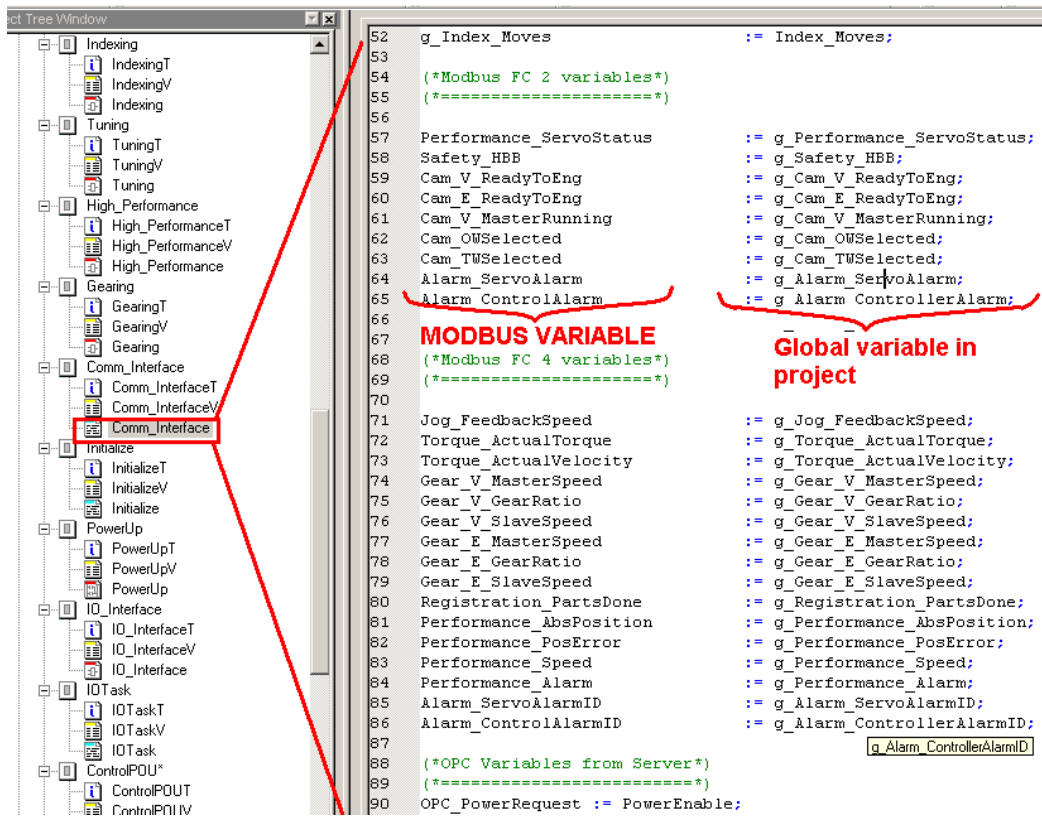 ect Tree Window
Indexing
IndexingT
IndexingV
Indexing
Tuning
TuningT
TuningV
Tuning
High_Performance
High_PerformanceT
High_PerformanceV
High_Performance
Gearing
GearingT
GearingV
Gearing
Comm_Interface
Comm_InterfaceT
Comm_InterfaceV
Comm_Interface
Initialize
InitializeT
InitializeV
Initialize
PowerUp
PowerUpT
PowerUpV
PowerUp
IO_Interface
IO_InterfaceT
IO_InterfaceV
IO_Interface
IOTask
IOTaskT
IOTaskV
IOTask
ControlPOU*
ControlPOUT
ControlPOUV
52 g_Index_Moves := Index_Moves;
53
54 (*Modbus FC 2 variables*)
55 (*=====================*)
56
57 Performance_ServoStatus := g_Performance_ServoStatus;
58 Safety_HBB := g_Safety_HBB;
59 Cam_V_ReadyToEng := g_Cam_V_ReadyToEng;
60 Cam_E_ReadyToEng := g_Cam_E_ReadyToEng;
61 Cam_V_MasterRunning := g_Cam_V_MasterRunning;
62 Cam_OWSelected := g_Cam_OWSelected;
63 Cam_TWSelected := g_Cam_TWSelected;
64 Alarm_ServoAlarm := g_Alarm_ServoAlarm;
65 Alarm_ControlAlarm := g_Alarm_ControllerAlarm;
66
MODBUS VARIABLE
Global variable in
project
67
68 (*Modbus FC 4 variables*)
69 (*=====================*)
70
71 Jog_FeedbackSpeed := g_Jog_FeedbackSpeed;
72 Torque_ActualTorque := g_Torque_ActualTorque;
73 Torque_ActualVelocity := g_Torque_ActualVelocity;
74 Gear_V_MasterSpeed := g_Gear_V_MasterSpeed;
75 Gear_V_GearRatio := g_Gear_V_GearRatio;
76 Gear_V_SlaveSpeed := g_Gear_V_SlaveSpeed;
77 Gear_E_MasterSpeed := g_Gear_E_MasterSpeed;
78 Gear_E_GearRatio := g_Gear_E_GearRatio;
79 Gear_E_SlaveSpeed := g_Gear_E_SlaveSpeed;
80 Registration_PartsDone := g_Registration_PartsDone;
81 Performance_AbsPosition := g_Performance_AbsPosition;
82 Performance_PosError := g_Performance_PosError;
83 Performance_Speed := g_Performance_Speed;
84 Performance_Alarm := g_Performance_Alarm;
85 Alarm_ServoAlarmID := g_Alarm_ServoAlarmID;
86 Alarm_ControlAlarmID := g_Alarm_ControllerAlarmID;
87
g_Alarm_ControllerAlarmID
88 (*OPC Variables from Server*)
89 (*=========================*)
90 OPC_PowerRequest := PowerEnable;